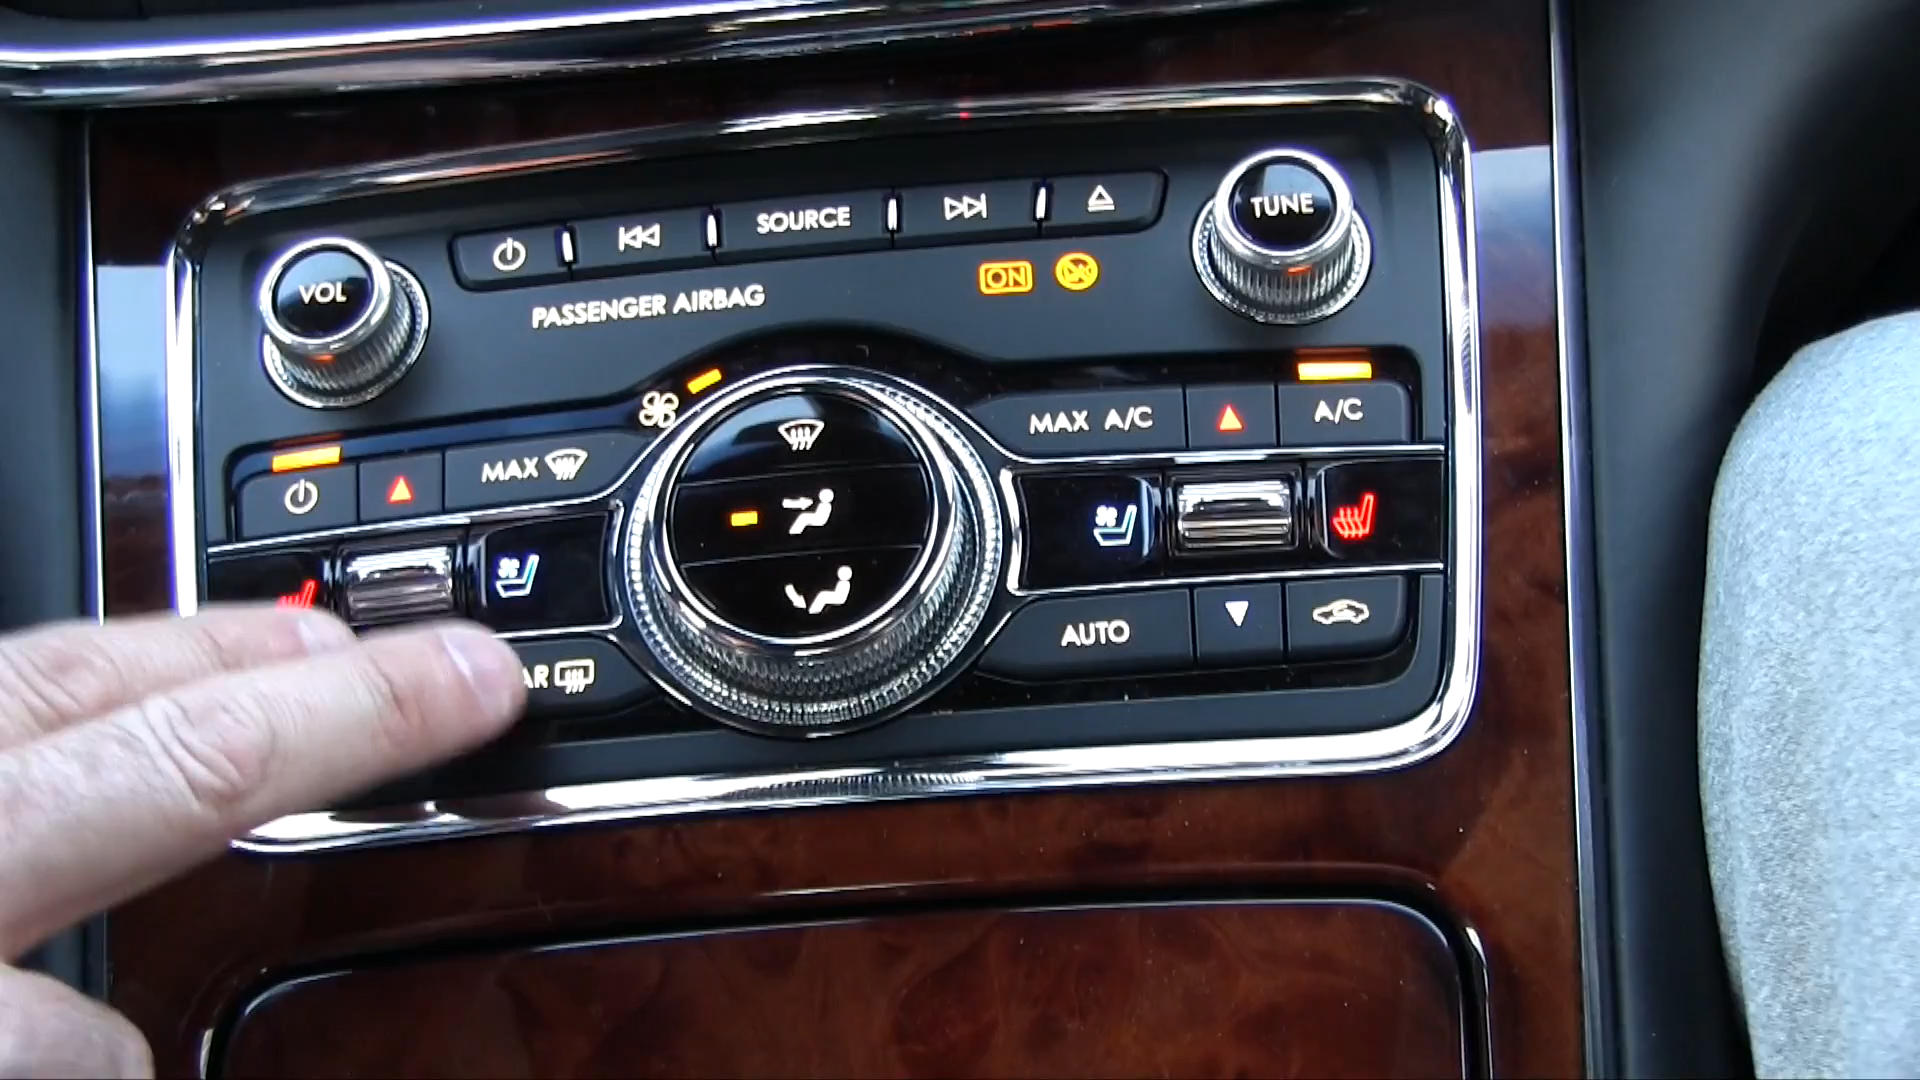 SOURCE
TUNE
VOL
ON
PASSENGER AIRBAG
MAX A/C
A/C
MAX
AUTO